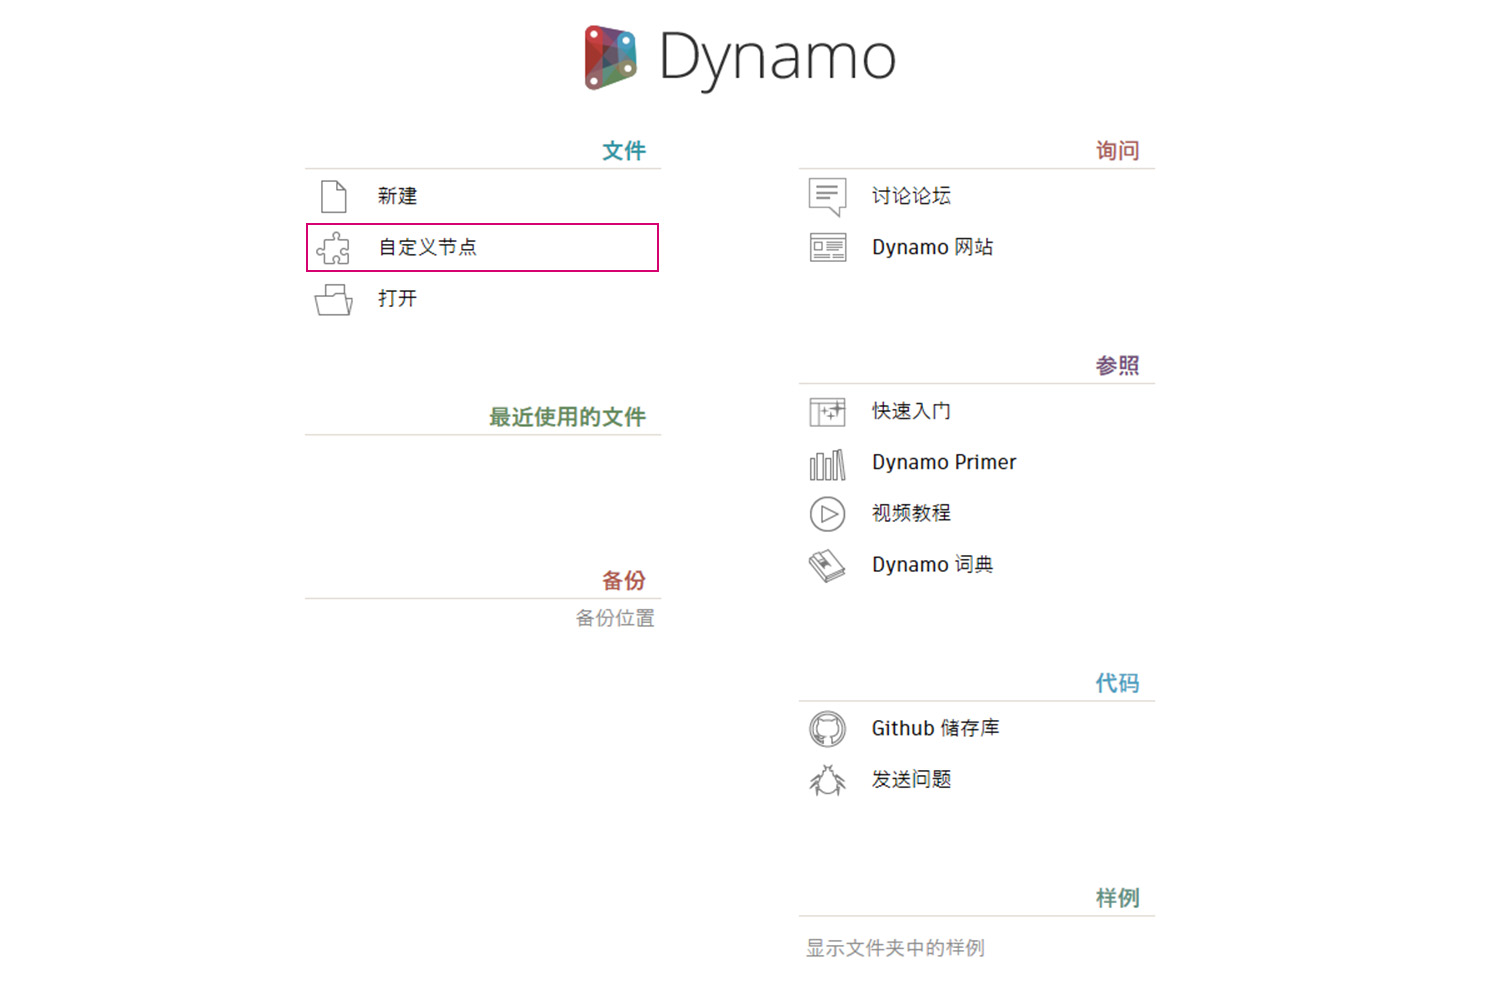 Dynamo
文件
新建
自定义节点
打开
最近使用的文件
备份
备份位置
询问
讨论论坛
Dynamo 网站
参照
快速入门
Dynamo Primer
视频教程
Dynamo 词典
代码
Github 储存库
发送问题
样例
显示文件夹中的样例